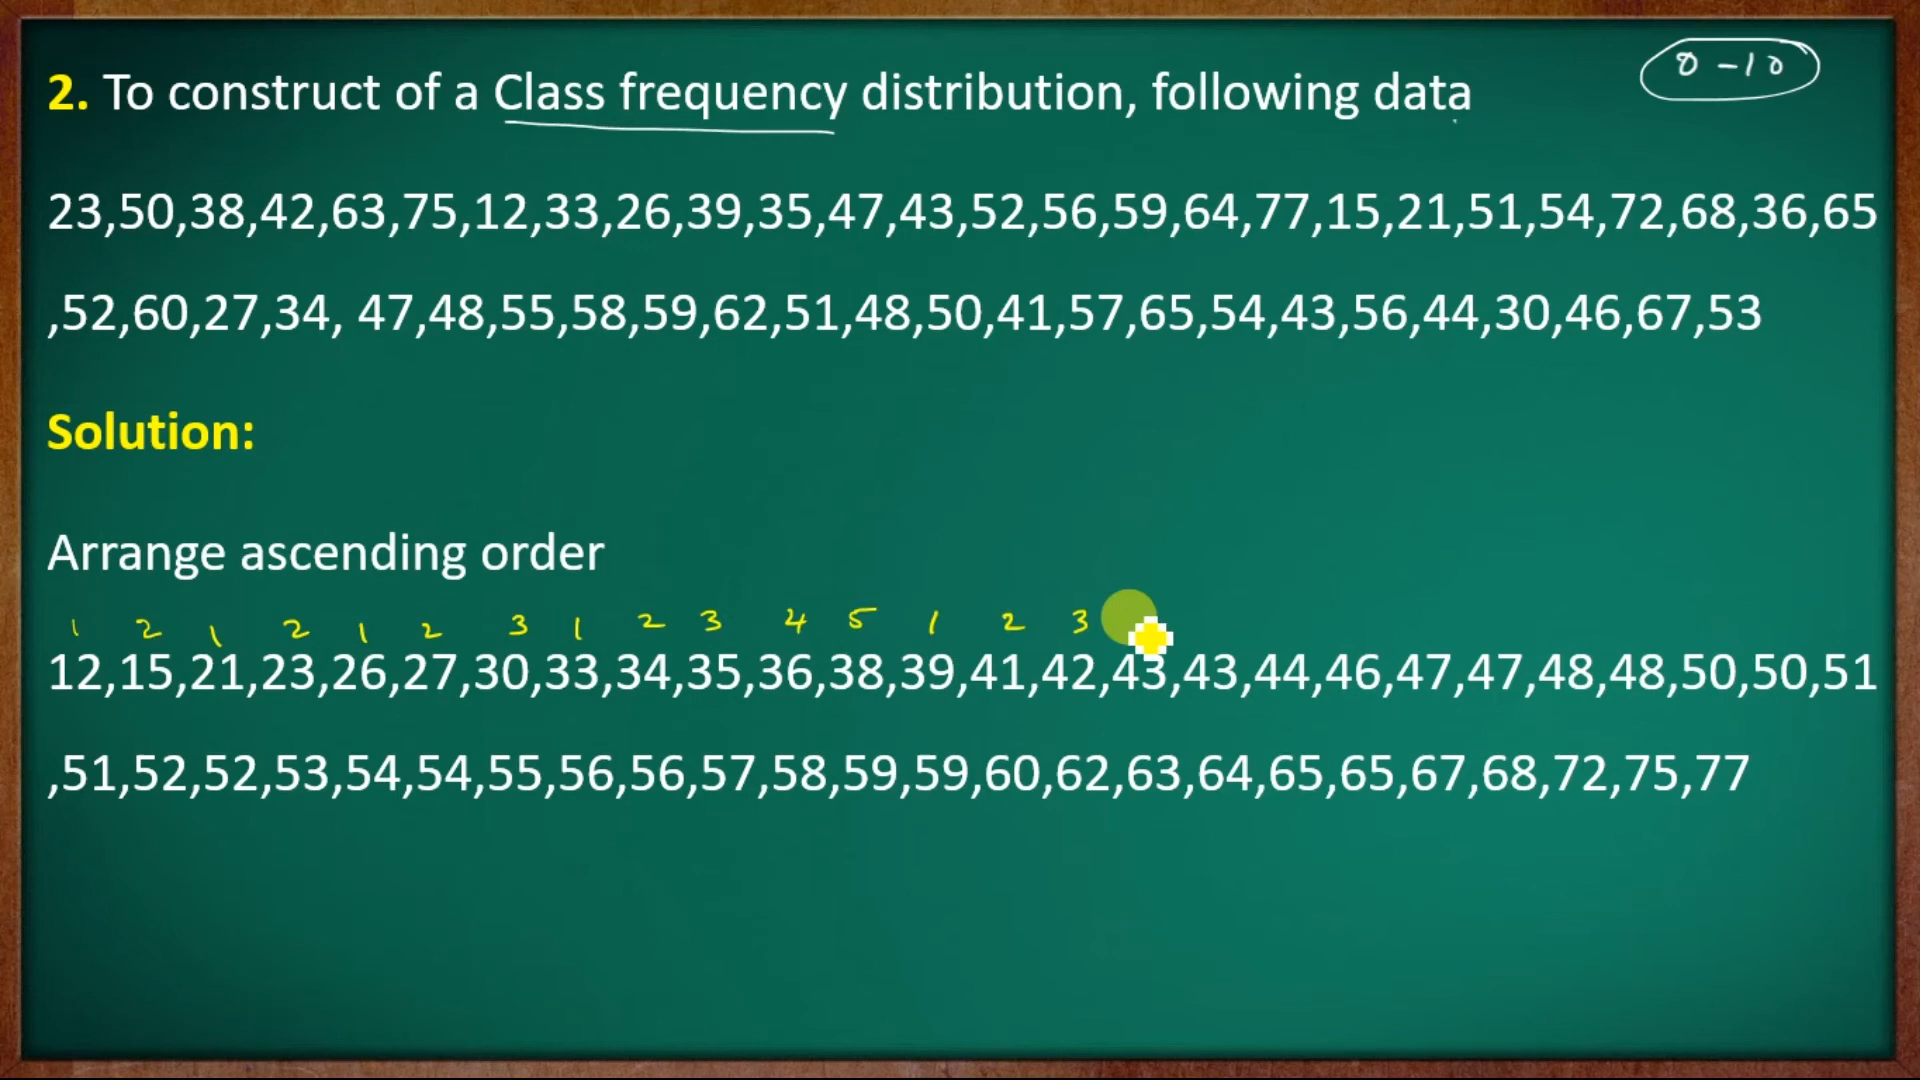 0 - 10
2. To construct of a Class frequency distribution, following data
23,50,38,42,63,75,12,33,26,39,35,47,43,52,56,59,64,77,15,21,51,54,72,68,36,65
,52,60,27,34, 47,48,55,58,59,62,51,48,50,41,57,65,54,43,56,44,30,46,67,53
Solution:
Arrange ascending order
1 2 1 2 1 2 3 1 2 3 4 5 1 2 3
12,15,21,23,26,27,30,33,34,35,36,38,39,41,42,43,43,44,46,47,47,48,48,50,50,51
,51,52,52,53,54,54,55,56,56,57,58,59,59,60,62,63,64,65,65,67,68,72,75,77